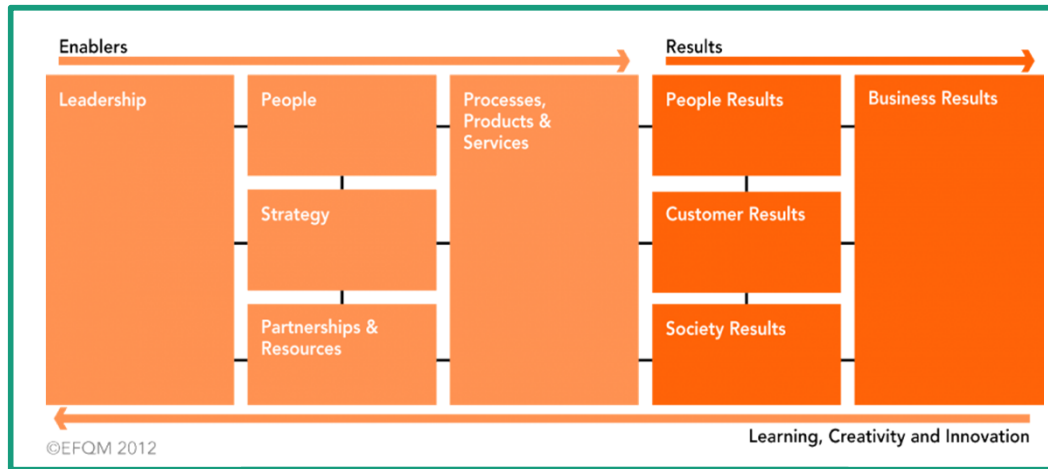 Enablers
Results
Leadership
People
Processes,
Products &
Services
People Results
Business Results
Strategy
Customer Results
Partnerships &
Resources
Society Results
Learning, Creativity and Innovation
©EFQM 2012